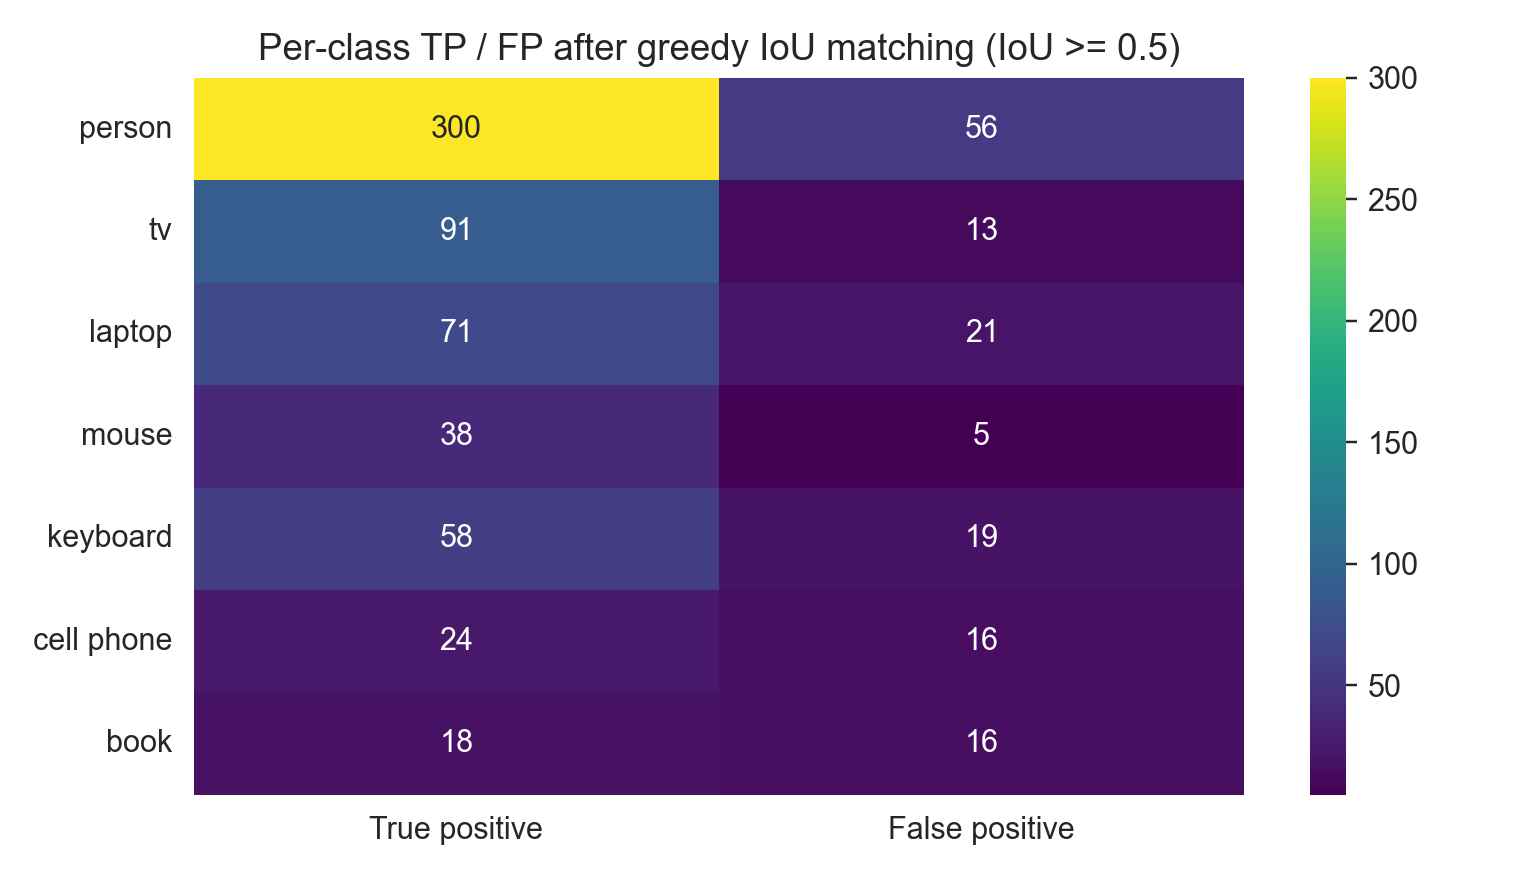 Per-class TP / FP after greedy IoU matching (IoU >= 0.5)
person 300 56
tv 91 13
laptop 71 21
mouse 38 5
keyboard 58 19
cell phone 24 16
book 18 16
True positive False positive
300
250
200
150
100
50